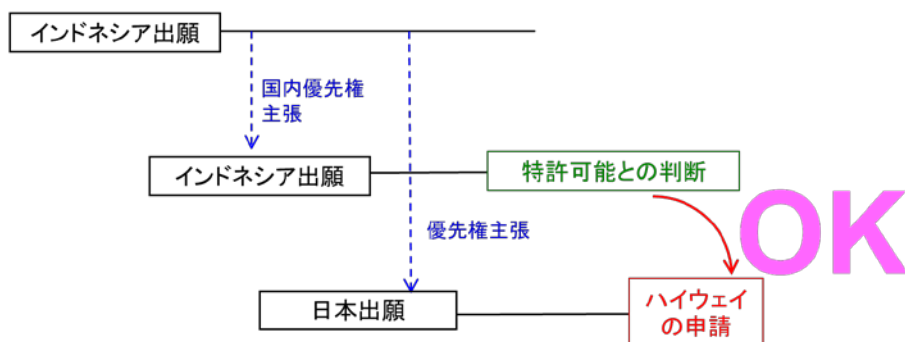 インドネシア出願
国内優先権
主張
インドネシア出願
特許可能との判断
OK
優先権主張
日本出願
ハイウェイ
の申請